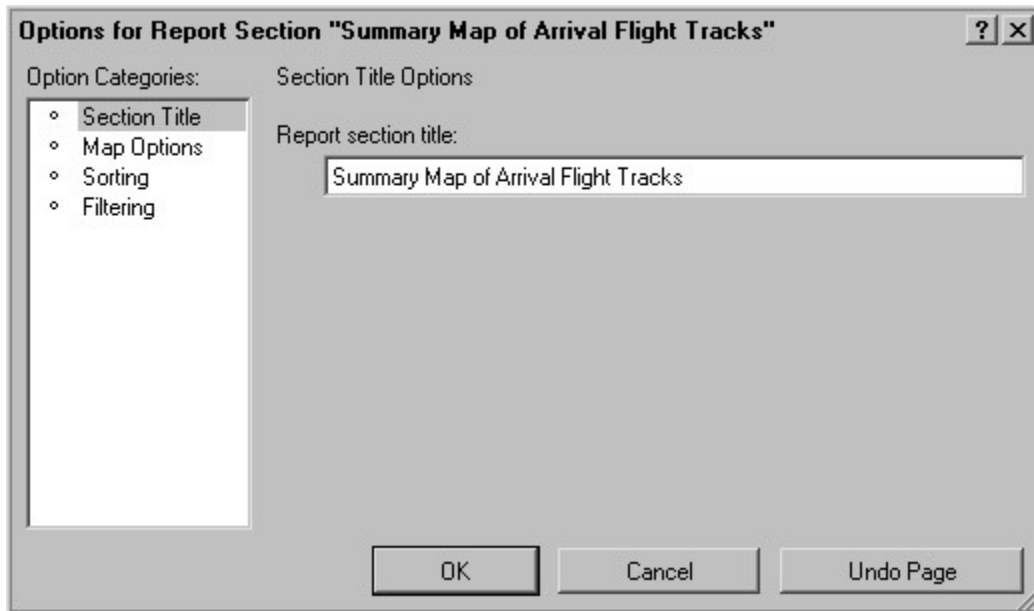 Options for Report Section "Summary Map of Arrival Flight Tracks"
Option Categories:
Section Title
Map Options
Sorting
Filtering
Section Title Options
Report section title:
Summary Map of Arrival Flight Tracks
OK
Cancel
Undo Page